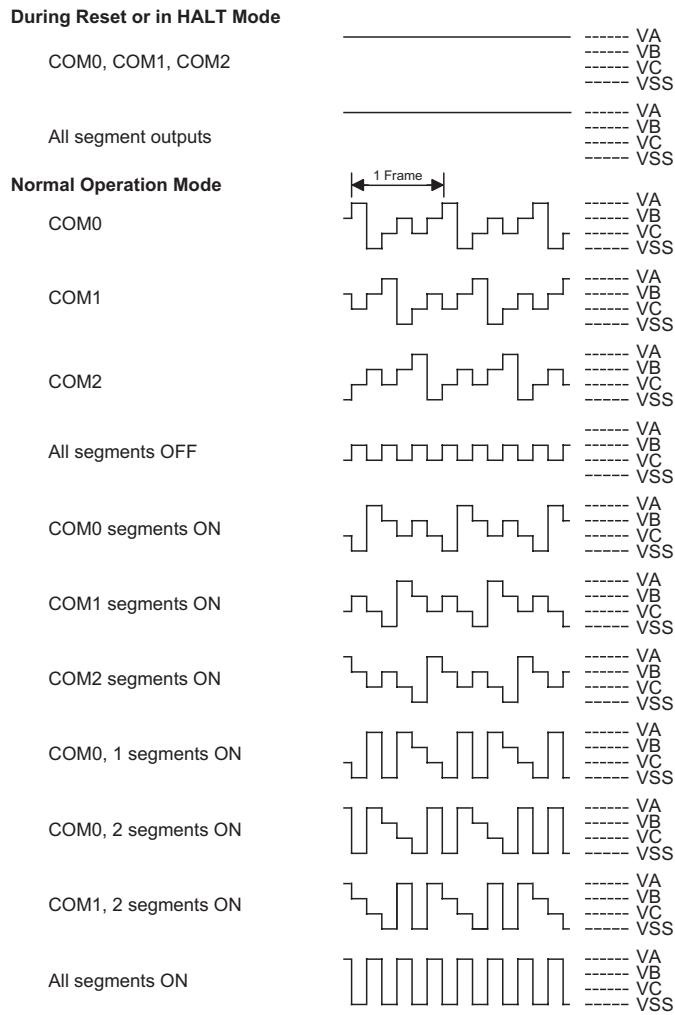 During Reset or in HALT Mode
COM0, COM1, COM2
VA
VB
VC
VSS
All segment outputs
VA
VB
VC
VSS
Normal Operation Mode
1 Frame
COM0
VA
VB
VC
VSS
COM1
VA
VB
VC
VSS
COM2
VA
VB
VC
VSS
All segments OFF
VA
VB
VC
VSS
COM0 segments ON
VA
VB
VC
VSS
COM1 segments ON
VA
VB
VC
VSS
COM2 segments ON
VA
VB
VC
VSS
COM0, 1 segments ON
VA
VB
VC
VSS
COM0, 2 segments ON
VA
VB
VC
VSS
COM1, 2 segments ON
VA
VB
VC
VSS
All segments ON
VA
VB
VC
VSS